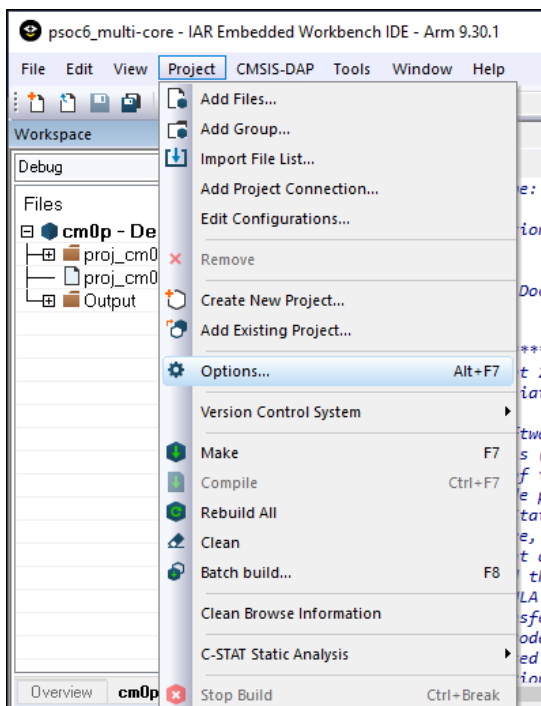 psoc6_multi-core - IAR Embedded Workbench IDE - Arm 9.30.1
File Edit View Project CMSIS-DAP Tools Window Help
Workspace
Debug
Files
cm0p - De
proj_cm0
proj_cm0
Output
Add Files...
Add Group...
Import File List...
Add Project Connection...
Edit Configurations...
Remove
Create New Project...
Add Existing Project...
Options... Alt+F7
Version Control System
Make F7
Compile Ctrl+F7
Rebuild All
Clean
Batch build... F8
Clean Browse Information
C-STAT Static Analysis
Stop Build Ctrl+Break
Overview cm0p